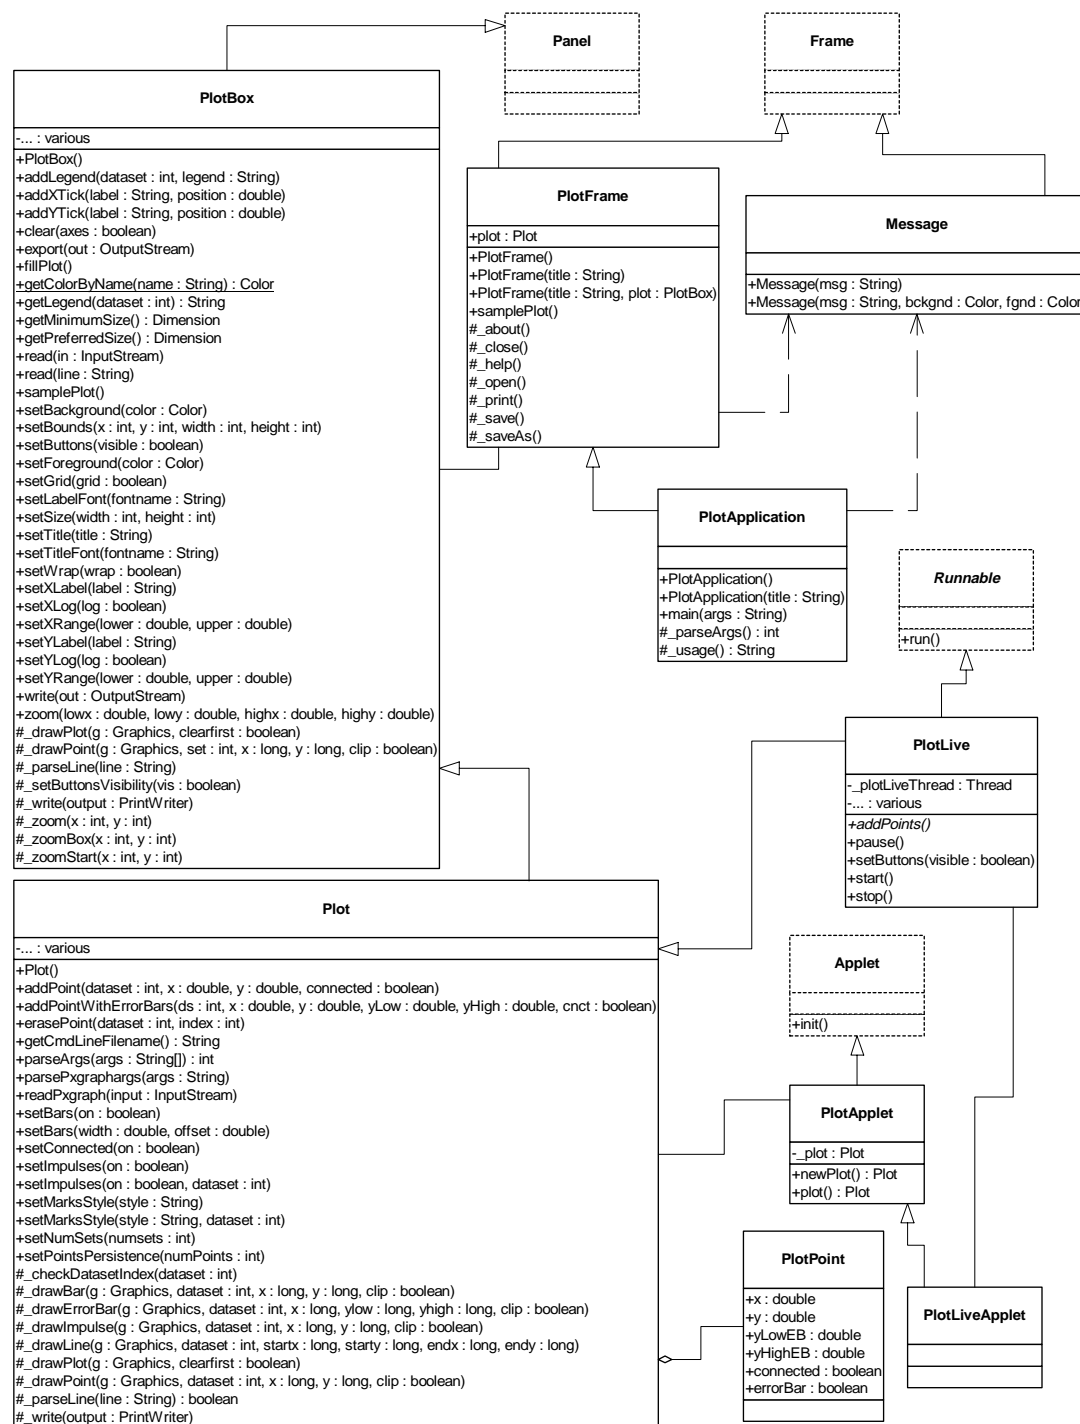 Panel
Frame
PlotBox
-... : various
+PlotBox()
+addLegend(dataset : int, legend : String)
+addXTick(label : String, position : double)
+addYTick(label : String, position : double)
+clear(axes : boolean)
+export(out : OutputStream)
+fillPlot()
+getColorByName(name : String) : Color
+getLegend(dataset : int) : String
+getMinimumSize() : Dimension
+getPreferredSize() : Dimension
+read(in : InputStream)
+read(line : String)
+samplePlot()
+setBackground(color : Color)
+setBounds(x : int, y : int, width : int, height : int)
+setButtons(visible : boolean)
+setForeground(color : Color)
+setGrid(grid : boolean)
+setLabelFont(fontname : String)
+setSize(width : int, height : int)
+setTitle(title : String)
+setTitleFont(fontname : String)
+setWrap(wrap : boolean)
+setXLabel(label : String)
+setXLog(log : boolean)
+setXRange(lower : double, upper : double)
+setYLabel(label : String)
+setYLog(log : boolean)
+setYRange(lower : double, upper : double)
+write(out : OutputStream)
+zoom(lowx : double, lowy : double, highx : double, highy : double)
#_drawPlot(g : Graphics, clearfirst : boolean)
#_drawPoint(g : Graphics, set : int, x : long, y : long, clip : boolean)
#_parseLine(line : String)
#_setButtonsVisibility(vis : boolean)
#_write(output : PrintWriter)
#_zoom(x : int, y : int)
#_zoomBox(x : int, y : int)
#_zoomStart(x : int, y : int)
PlotFrame
+plot : Plot
+PlotFrame()
+PlotFrame(title : String)
+PlotFrame(title : String, plot : PlotBox)
+samplePlot()
#_about()
#_close()
#_help()
#_open()
#_print()
#_save()
#_saveAs()
Message
+Message(msg : String)
+Message(msg : String, bckgnd : Color, fgnd : Color
PlotApplication
+PlotApplication()
+PlotApplication(title : String)
+main(args : String)
#_parseArgs() : int
#_usage() : String
Runnable
+run()
PlotLive
-_plotLiveThread : Thread
-... : various
+addPoints()
+pause()
+setButtons(visible : boolean)
+start()
+stop()
Plot
-... : various
+Plot()
+addPoint(dataset : int, x : double, y : double, connected : boolean)
+addPointWithErrorBars(ds : int, x : double, y : double, yLow : double, yHigh : double, cnct : boolean)
+erasePoint(dataset : int, index : int)
+getCmdLineFilename() : String
+parseArgs(args : String[]) : int
+parsePxgraphargs(args : String)
+readPxgraph(input : InputStream)
+setBars(on : boolean)
+setBars(width : double, offset : double)
+setConnected(on : boolean)
+setImpulses(on : boolean)
+setImpulses(on : boolean, dataset : int)
+setMarksStyle(style : String)
+setMarksStyle(style : String, dataset : int)
+setNumSets(numsets : int)
+setPointsPersistence(numPoints : int)
#_checkDatasetIndex(dataset : int)
#_drawBar(g : Graphics, dataset : int, x : long, y : long, clip : boolean)
#_drawErrorBar(g : Graphics, dataset : int, x : long, ylow : long, yhigh : long, clip : boolean)
#_drawImpulse(g : Graphics, dataset : int, x : long, y : long, clip : boolean)
#_drawLine(g : Graphics, dataset : int, startx : long, starty : long, endx : long, endy : long)
#_drawPlot(g : Graphics, clearfirst : boolean)
#_drawPoint(g : Graphics, dataset : int, x : long, y : long, clip : boolean)
#_parseLine(line : String) : boolean
#_write(output : PrintWriter)
Applet
+init()
PlotApplet
-_plot : Plot
+newPlot() : Plot
+plot() : Plot
PlotPoint
+x : double
+y : double
+yLowEB : double
+yHighEB : double
+connected : boolean
+errorBar : boolean
PlotLiveApplet